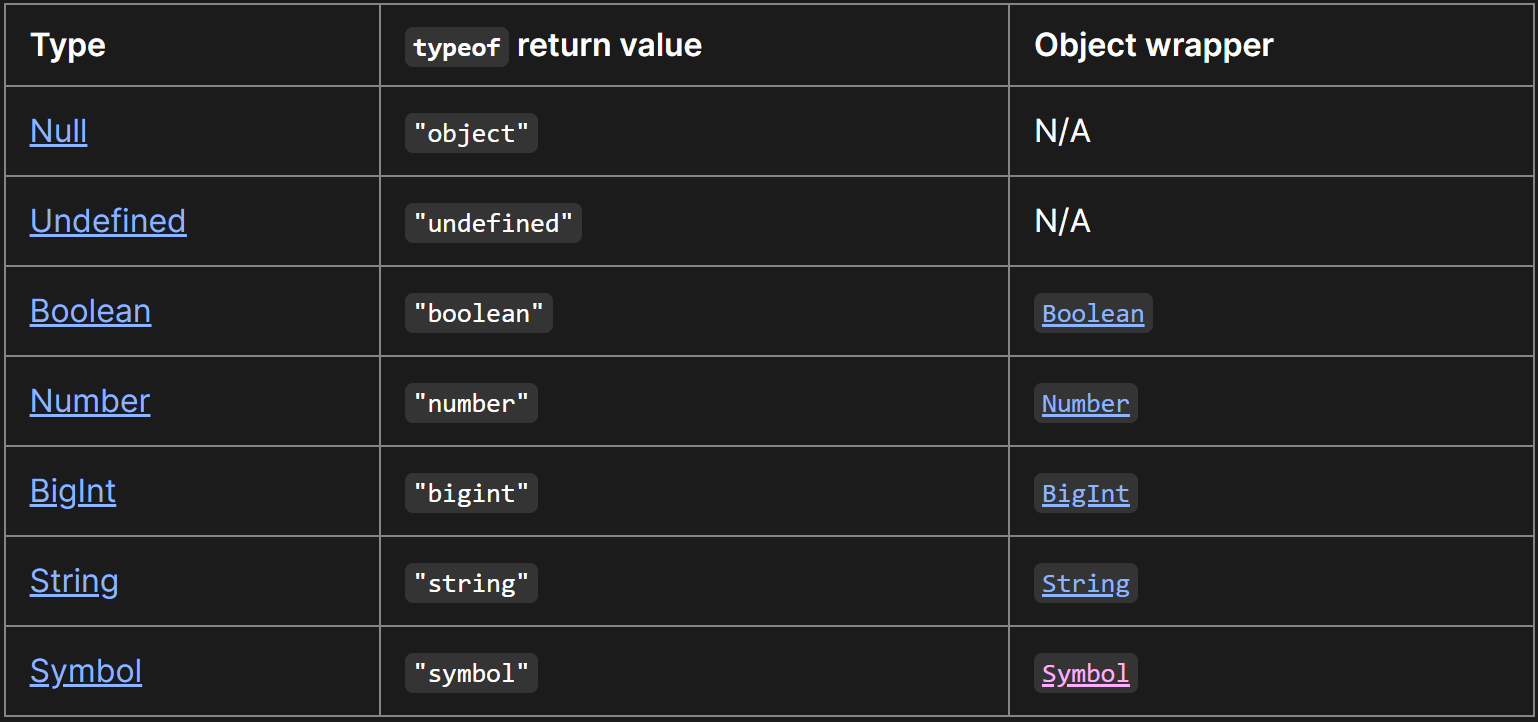 Type typeof return value Object wrapper
Null "object" N/A
Undefined "undefined" N/A
Boolean "boolean" Boolean
Number "number" Number
BigInt "bigint" BigInt
String "string" String
Symbol "symbol" Symbol